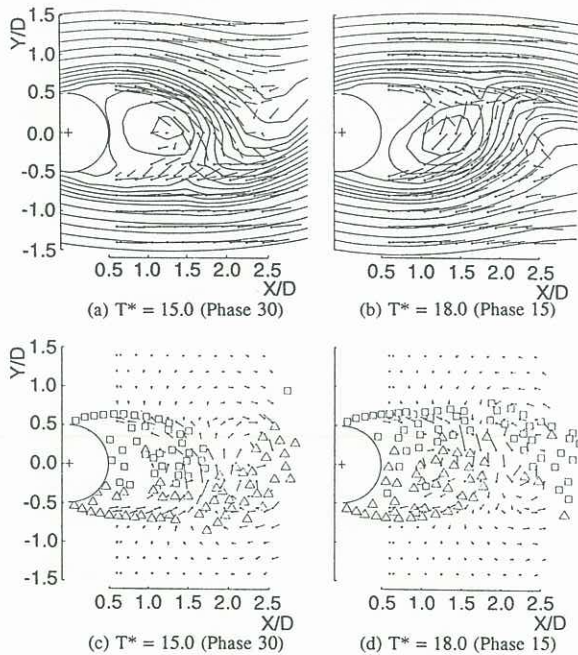 Y/D
1.5
1.0
0.5
0.0
-0.5
-1.0
-1.5
0.5 1.0 1.5 2.0 2.5
X/D
0.5 1.0 1.5 2.0 2.5
X/D
(a) T* = 15.0 (Phase 30)
(b) T* = 18.0 (Phase 15)
Y/D
1.5
1.0
0.5
0.0
-0.5
-1.0
-1.5
0.5 1.0 1.5 2.0 2.5
X/D
0.5 1.0 1.5 2.0 2.5
X/D
(c) T* = 15.0 (Phase 30)
(d) T* = 18.0 (Phase 15)